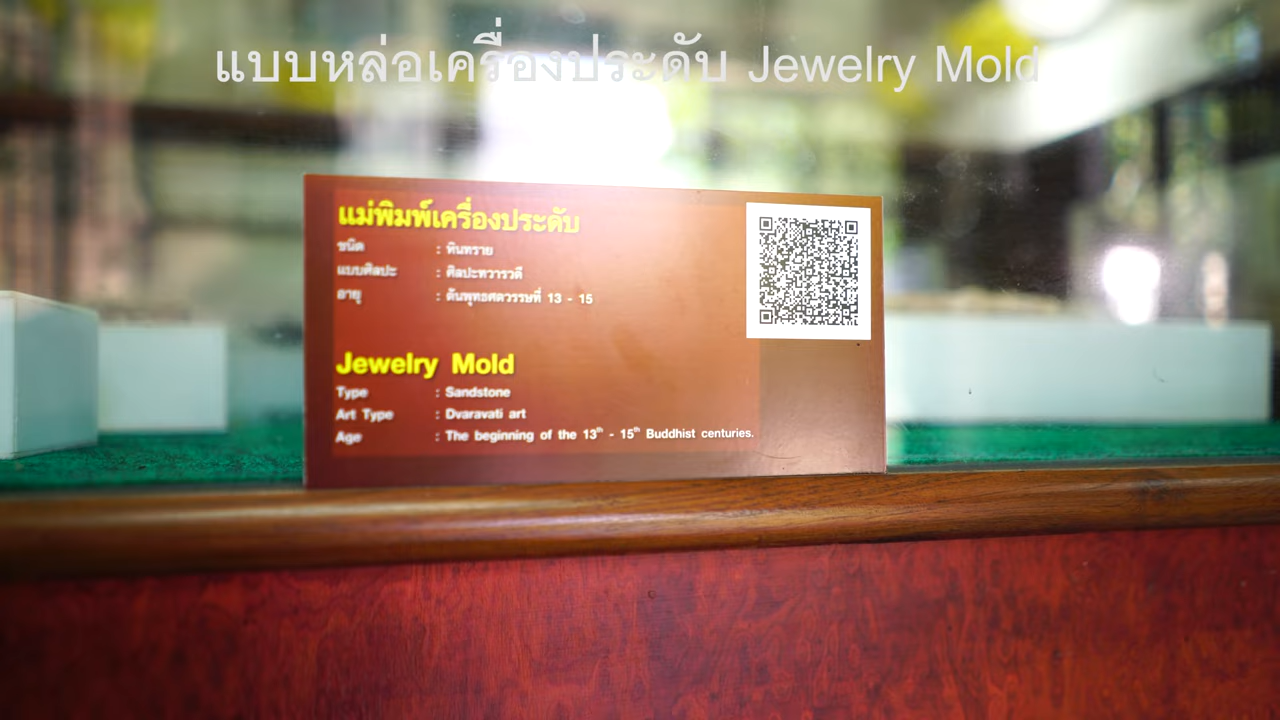 แบบหล่อเครื่องประดับ Jewelry Mold
แม่พิมพ์เครื่องประดับ
ชนิด : หินทราย
แบบศิลปะ : ศิลปะทวารวดี
อายุ : ต้นพุทธศตวรรษที่ 13 - 15
Jewelry Mold
Type : Sandstone
Art Type : Dvaravati art
Age : The beginning of the 13th - 15th Buddhist centuries.